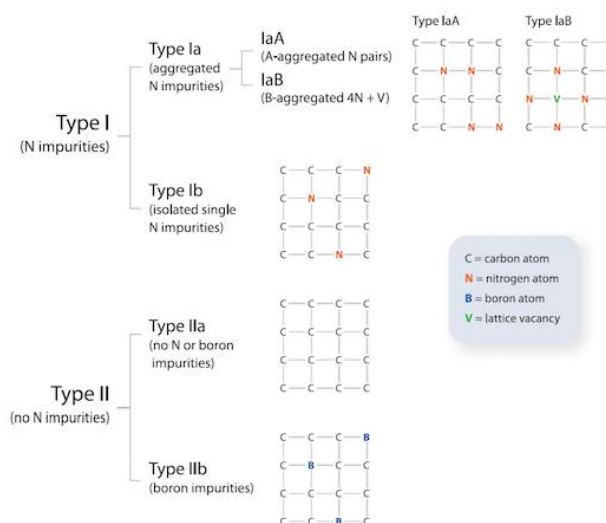 Type I
(N impurities)
Type Ia
(aggregated
N impurities)
IaA
(A-aggregated N pairs)
IaB
(B-aggregated 4N + V)
Type IaA
C C C C
C N N C
C C C C
C C N N
Type IaB
C C C C
C N C C
N V N C
C N C C
Type Ib
(isolated single
N impurities)
C C C N
C N C C
C C C C
C C N C
C = carbon atom
N = nitrogen atom
B = boron atom
V = lattice vacancy
Type II
(no N impurities)
Type IIa
(no N or boron
impurities)
C C C C
C C C C
C C C C
C C C C
Type IIb
(boron impurities)
C C C B
C B C C
C C C C
C C B C